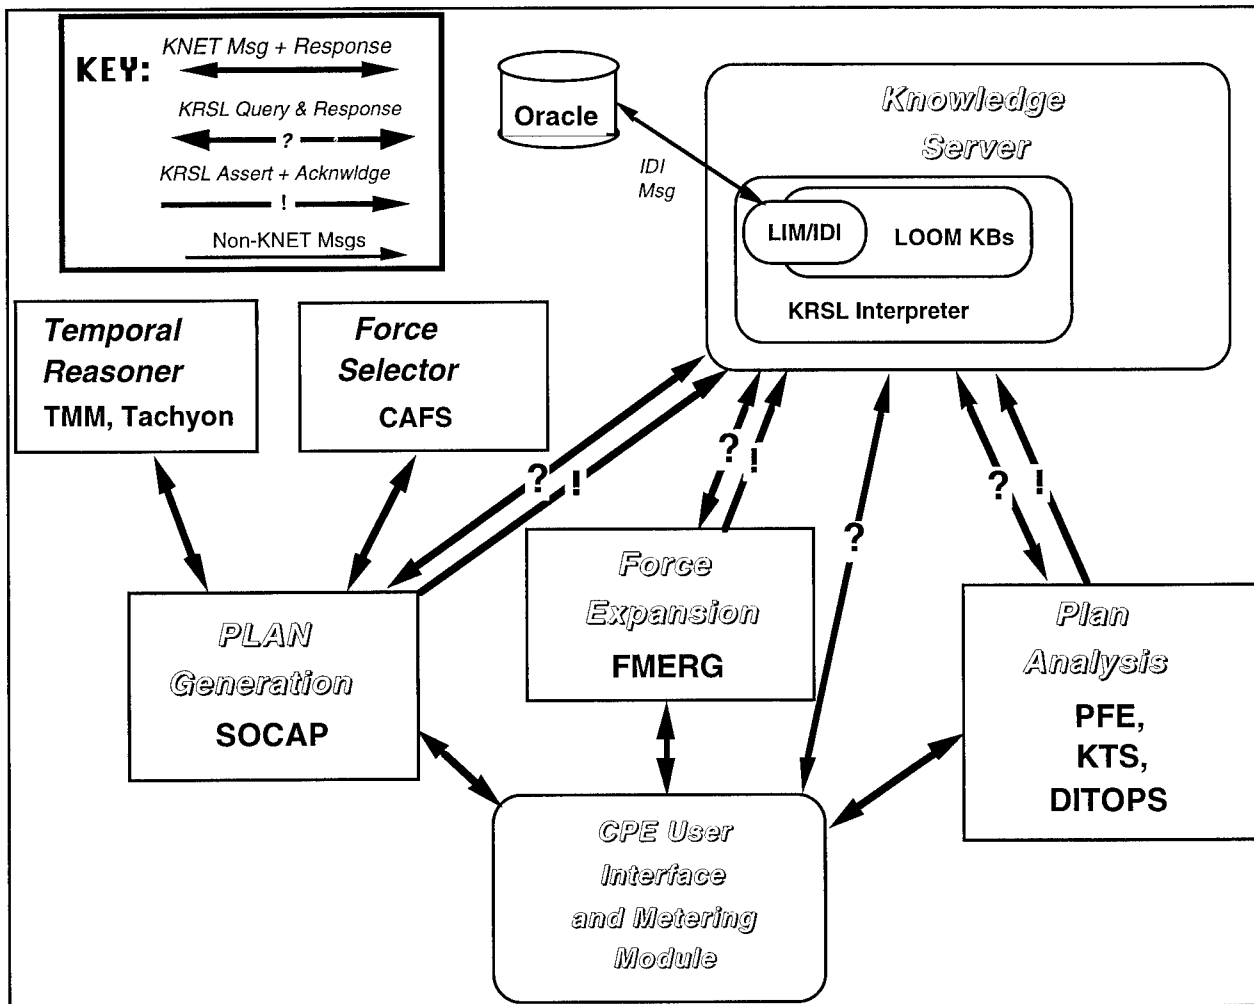 KEY:
KNET Msg + Response
KRSL Query & Response
?
KRSL Assert + Acknwldge
!
Non-KNET Msgs
Oracle
IDI
Msg
Knowledge
Server
LIM/IDI
LOOM KBs
KRSL Interpreter
Temporal
Reasoner
TMM, Tachyon
Force
Selector
CAFS
?
!
?
!
?
?
!
PLAN
Generation
SOCAP
Force
Expansion
FMERG
Plan
Analysis
PFE,
KTS,
DITOPS
CPE User
Interface
and Metering
Module